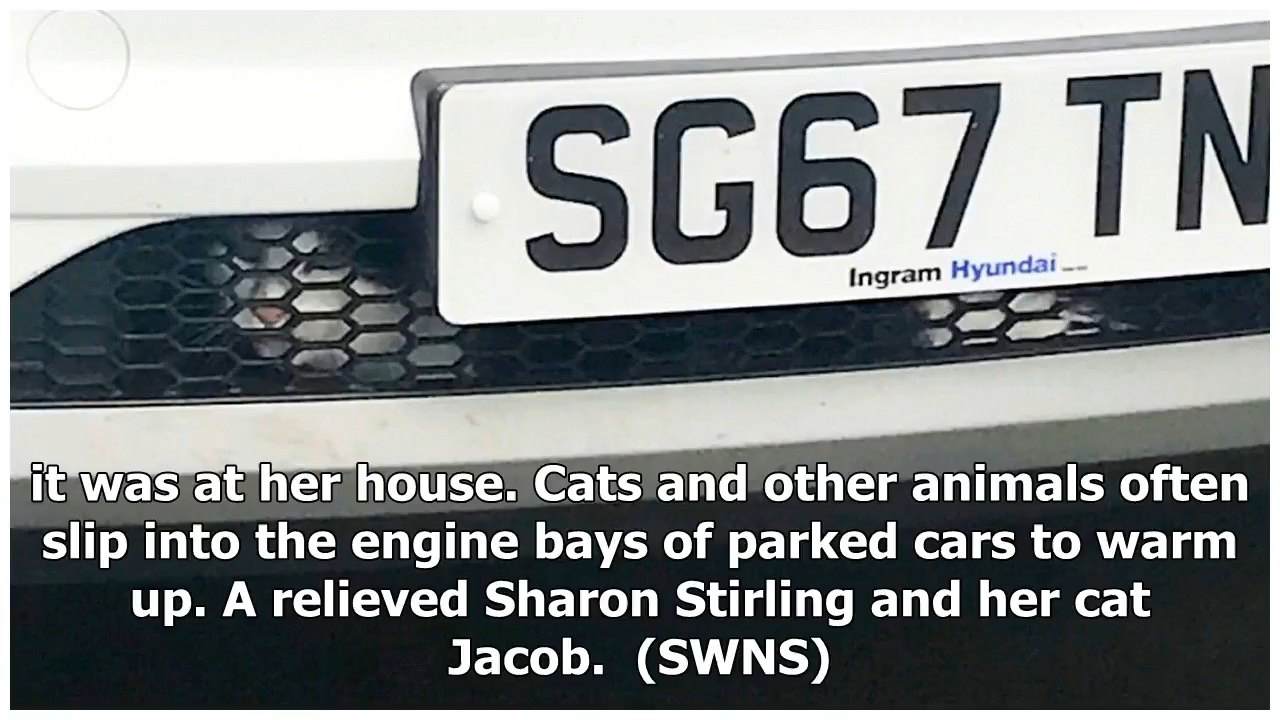 SG67 TN
Ingram Hyundai
it was at her house. Cats and other animals often
slip into the engine bays of parked cars to warm
up. A relieved Sharon Stirling and her cat
Jacob. (SWNS)